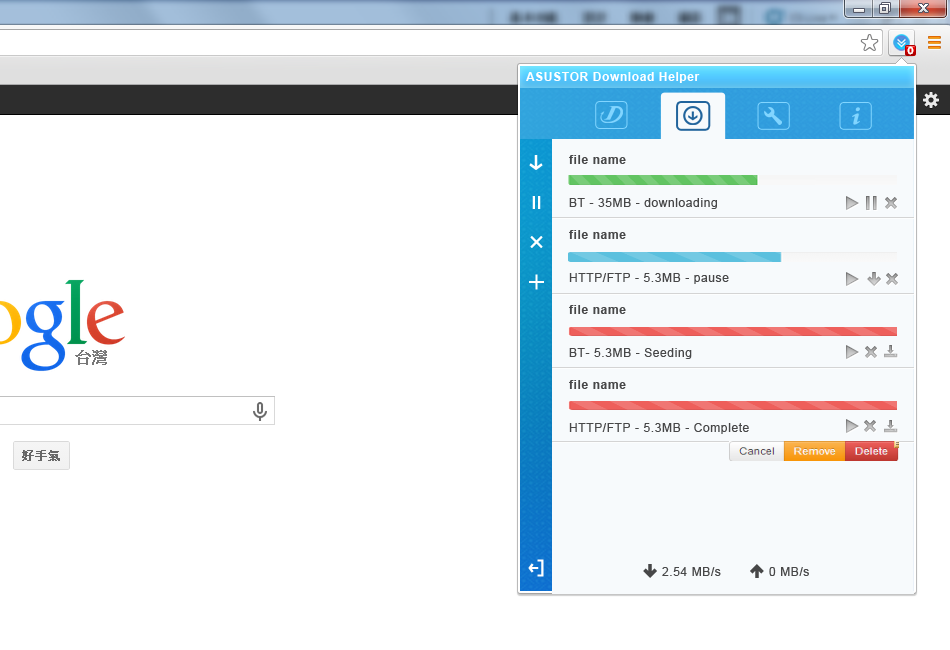 0
ASUSTOR Download Helper
file name
BT - 35MB - downloading
file name
HTTP/FTP - 5.3MB - pause
file name
BT- 5.3MB - Seeding
file name
HTTP/FTP - 5.3MB - Complete
Cancel Remove Delete
2.54 MB/s 0 MB/s
ogle
台灣
好手氣